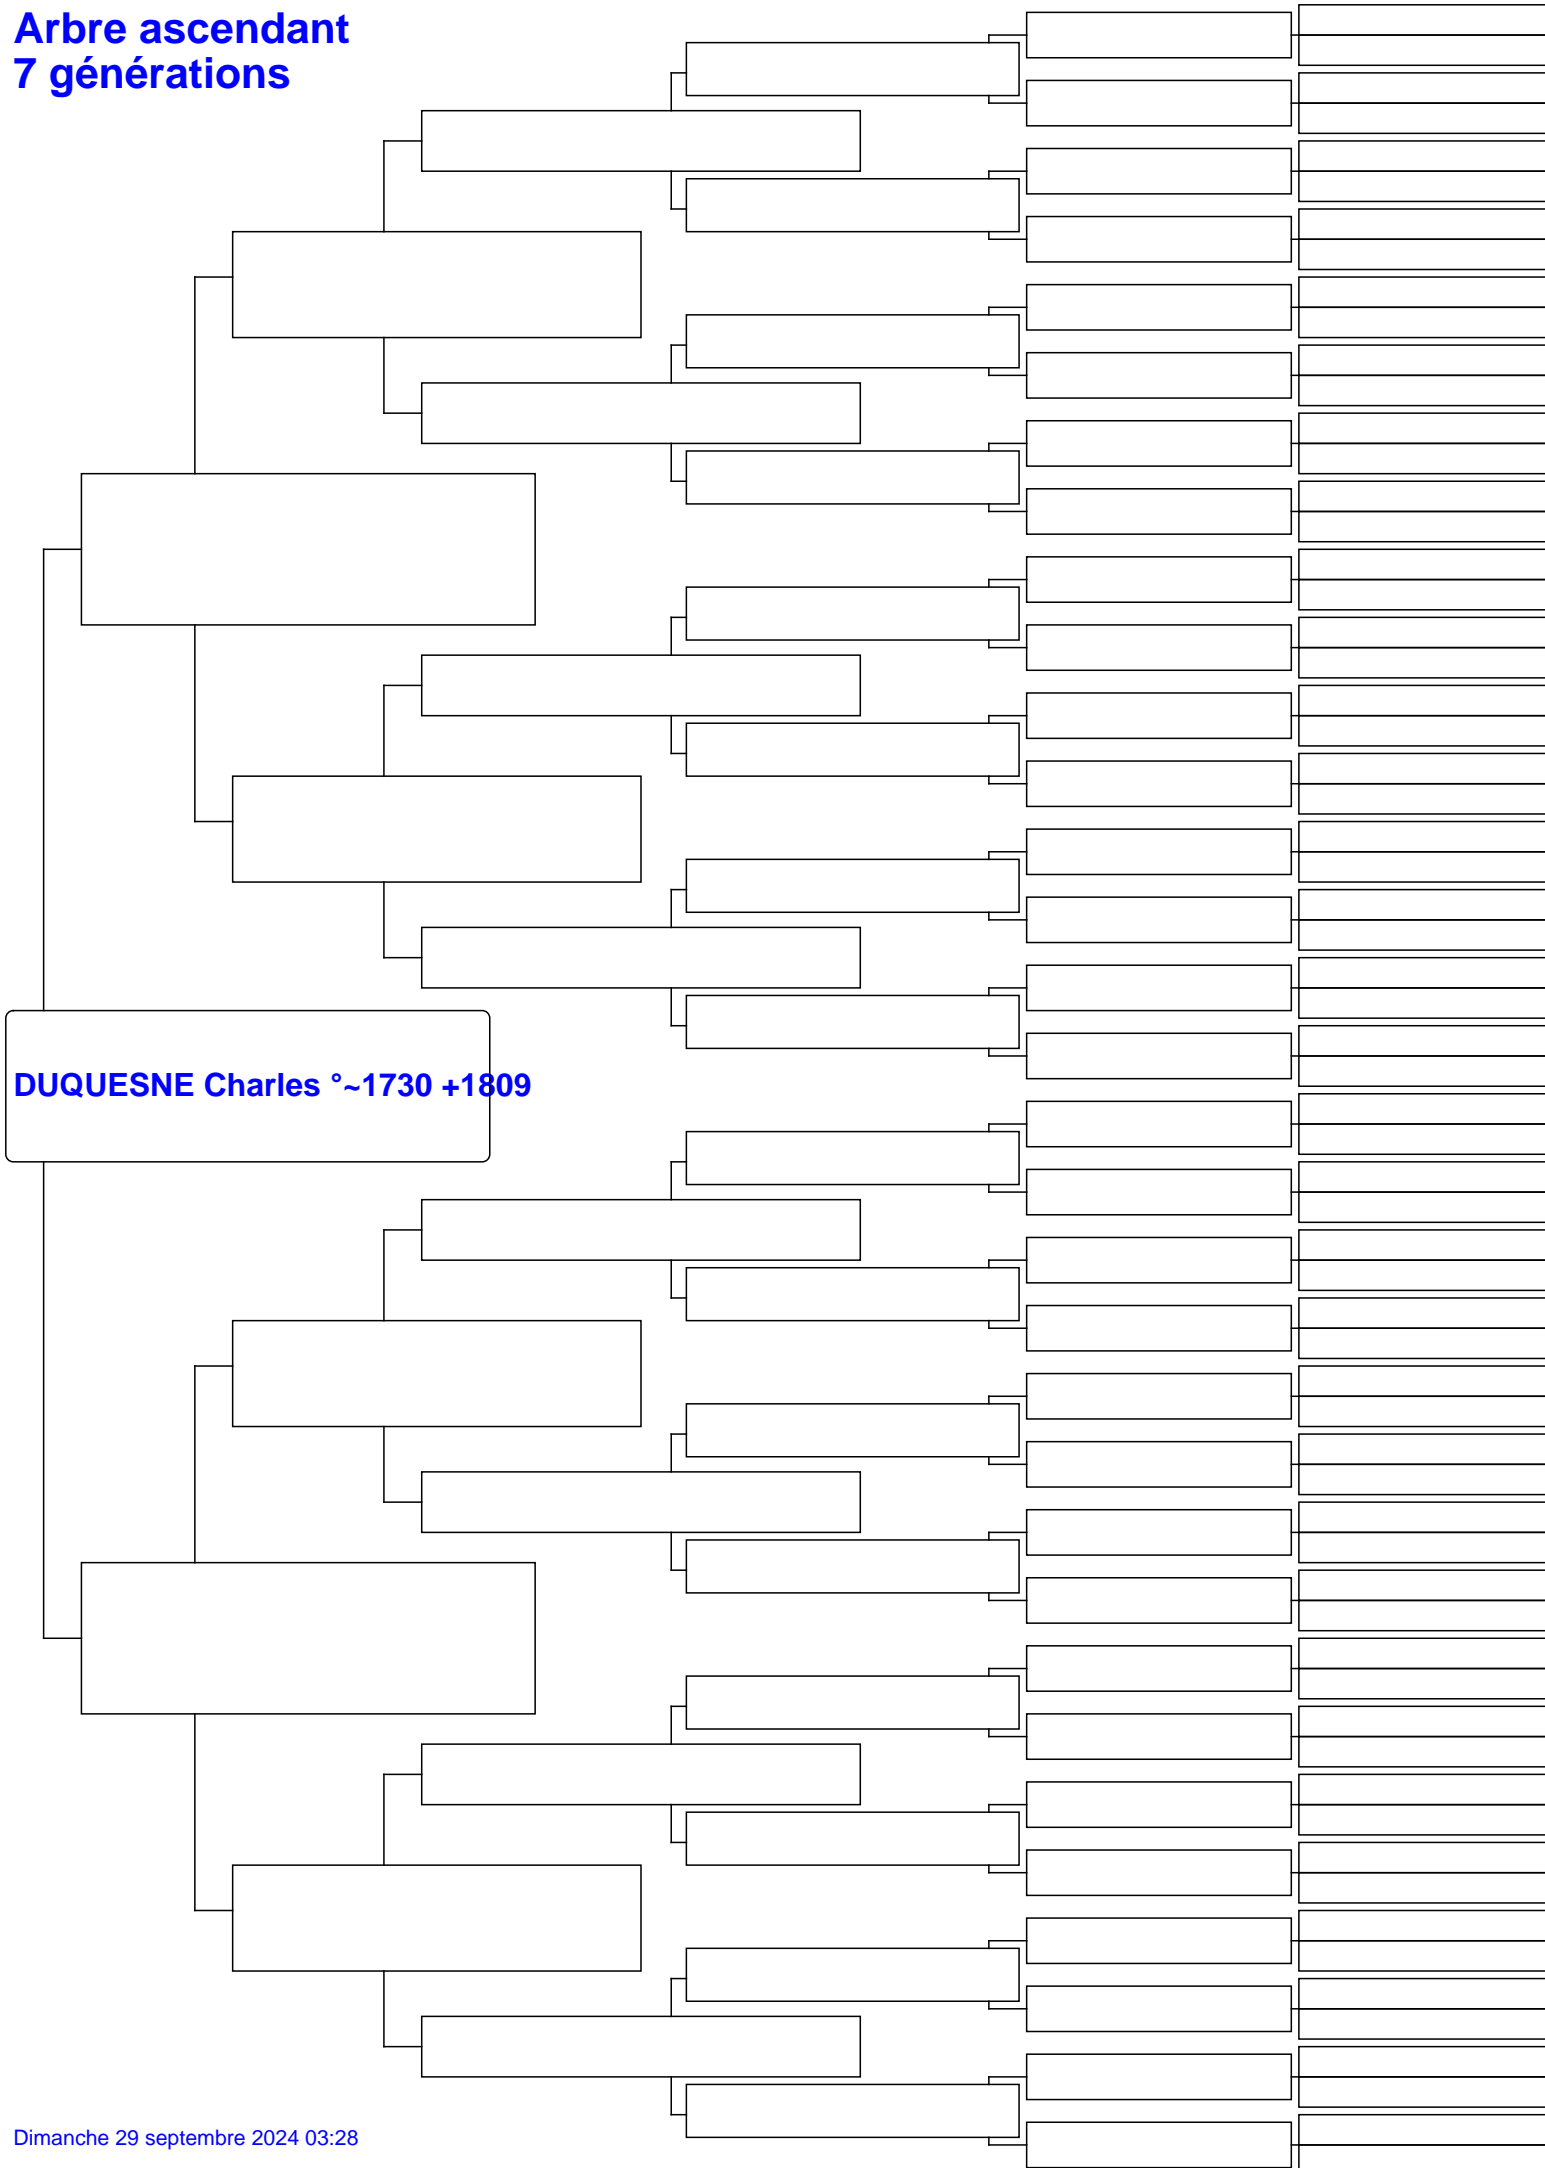 Arbre ascendant
7 générations
DUQUESNE Charles °~1730 +1809
Dimanche 29 septembre 2024 03:28